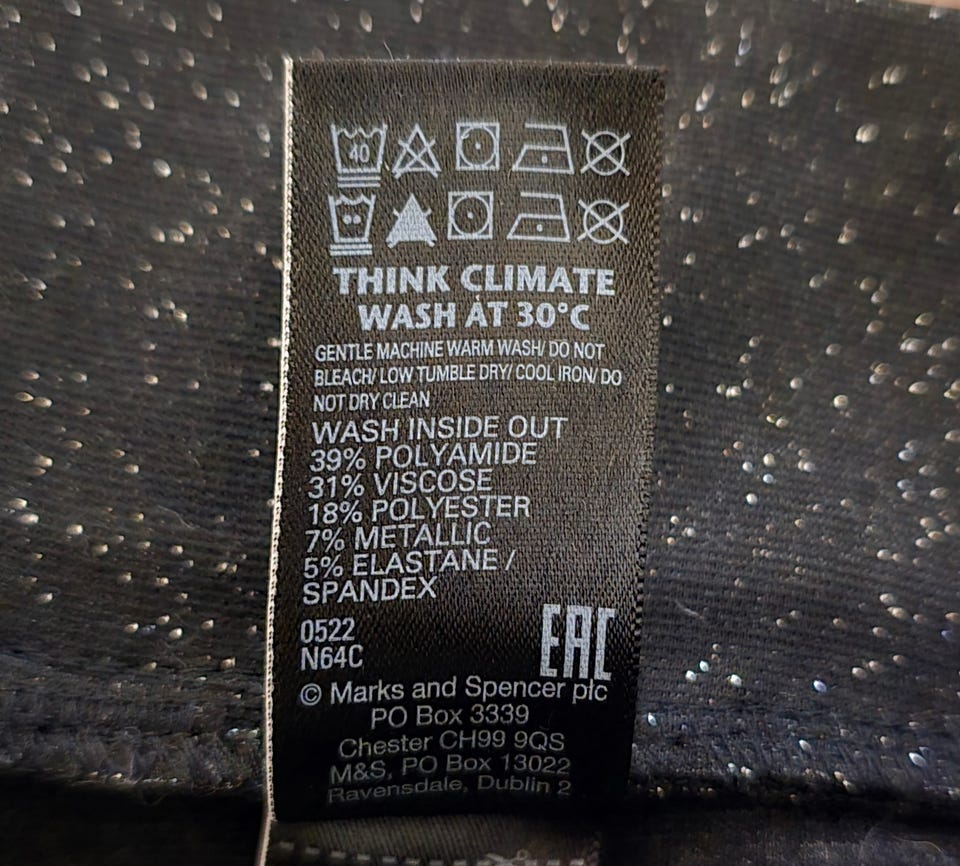 40
THINK CLIMATE
WASH AT 30°C
GENTLE MACHINE WARM WASH/ DO NOT
BLEACH/ LOW TUMBLE DRY/ COOL IRON/ DO
NOT DRY CLEAN
WASH INSIDE OUT
39% POLYAMIDE
31% VISCOSE
18% POLYESTER
7% METALLIC
5% ELASTANE /
SPANDEX
0522
N64C
EAC
© Marks and Spencer plc
PO Box 3339
Chester CH99 9QS
M&S, PO Box 13022
Ravensdale, Dublin 2